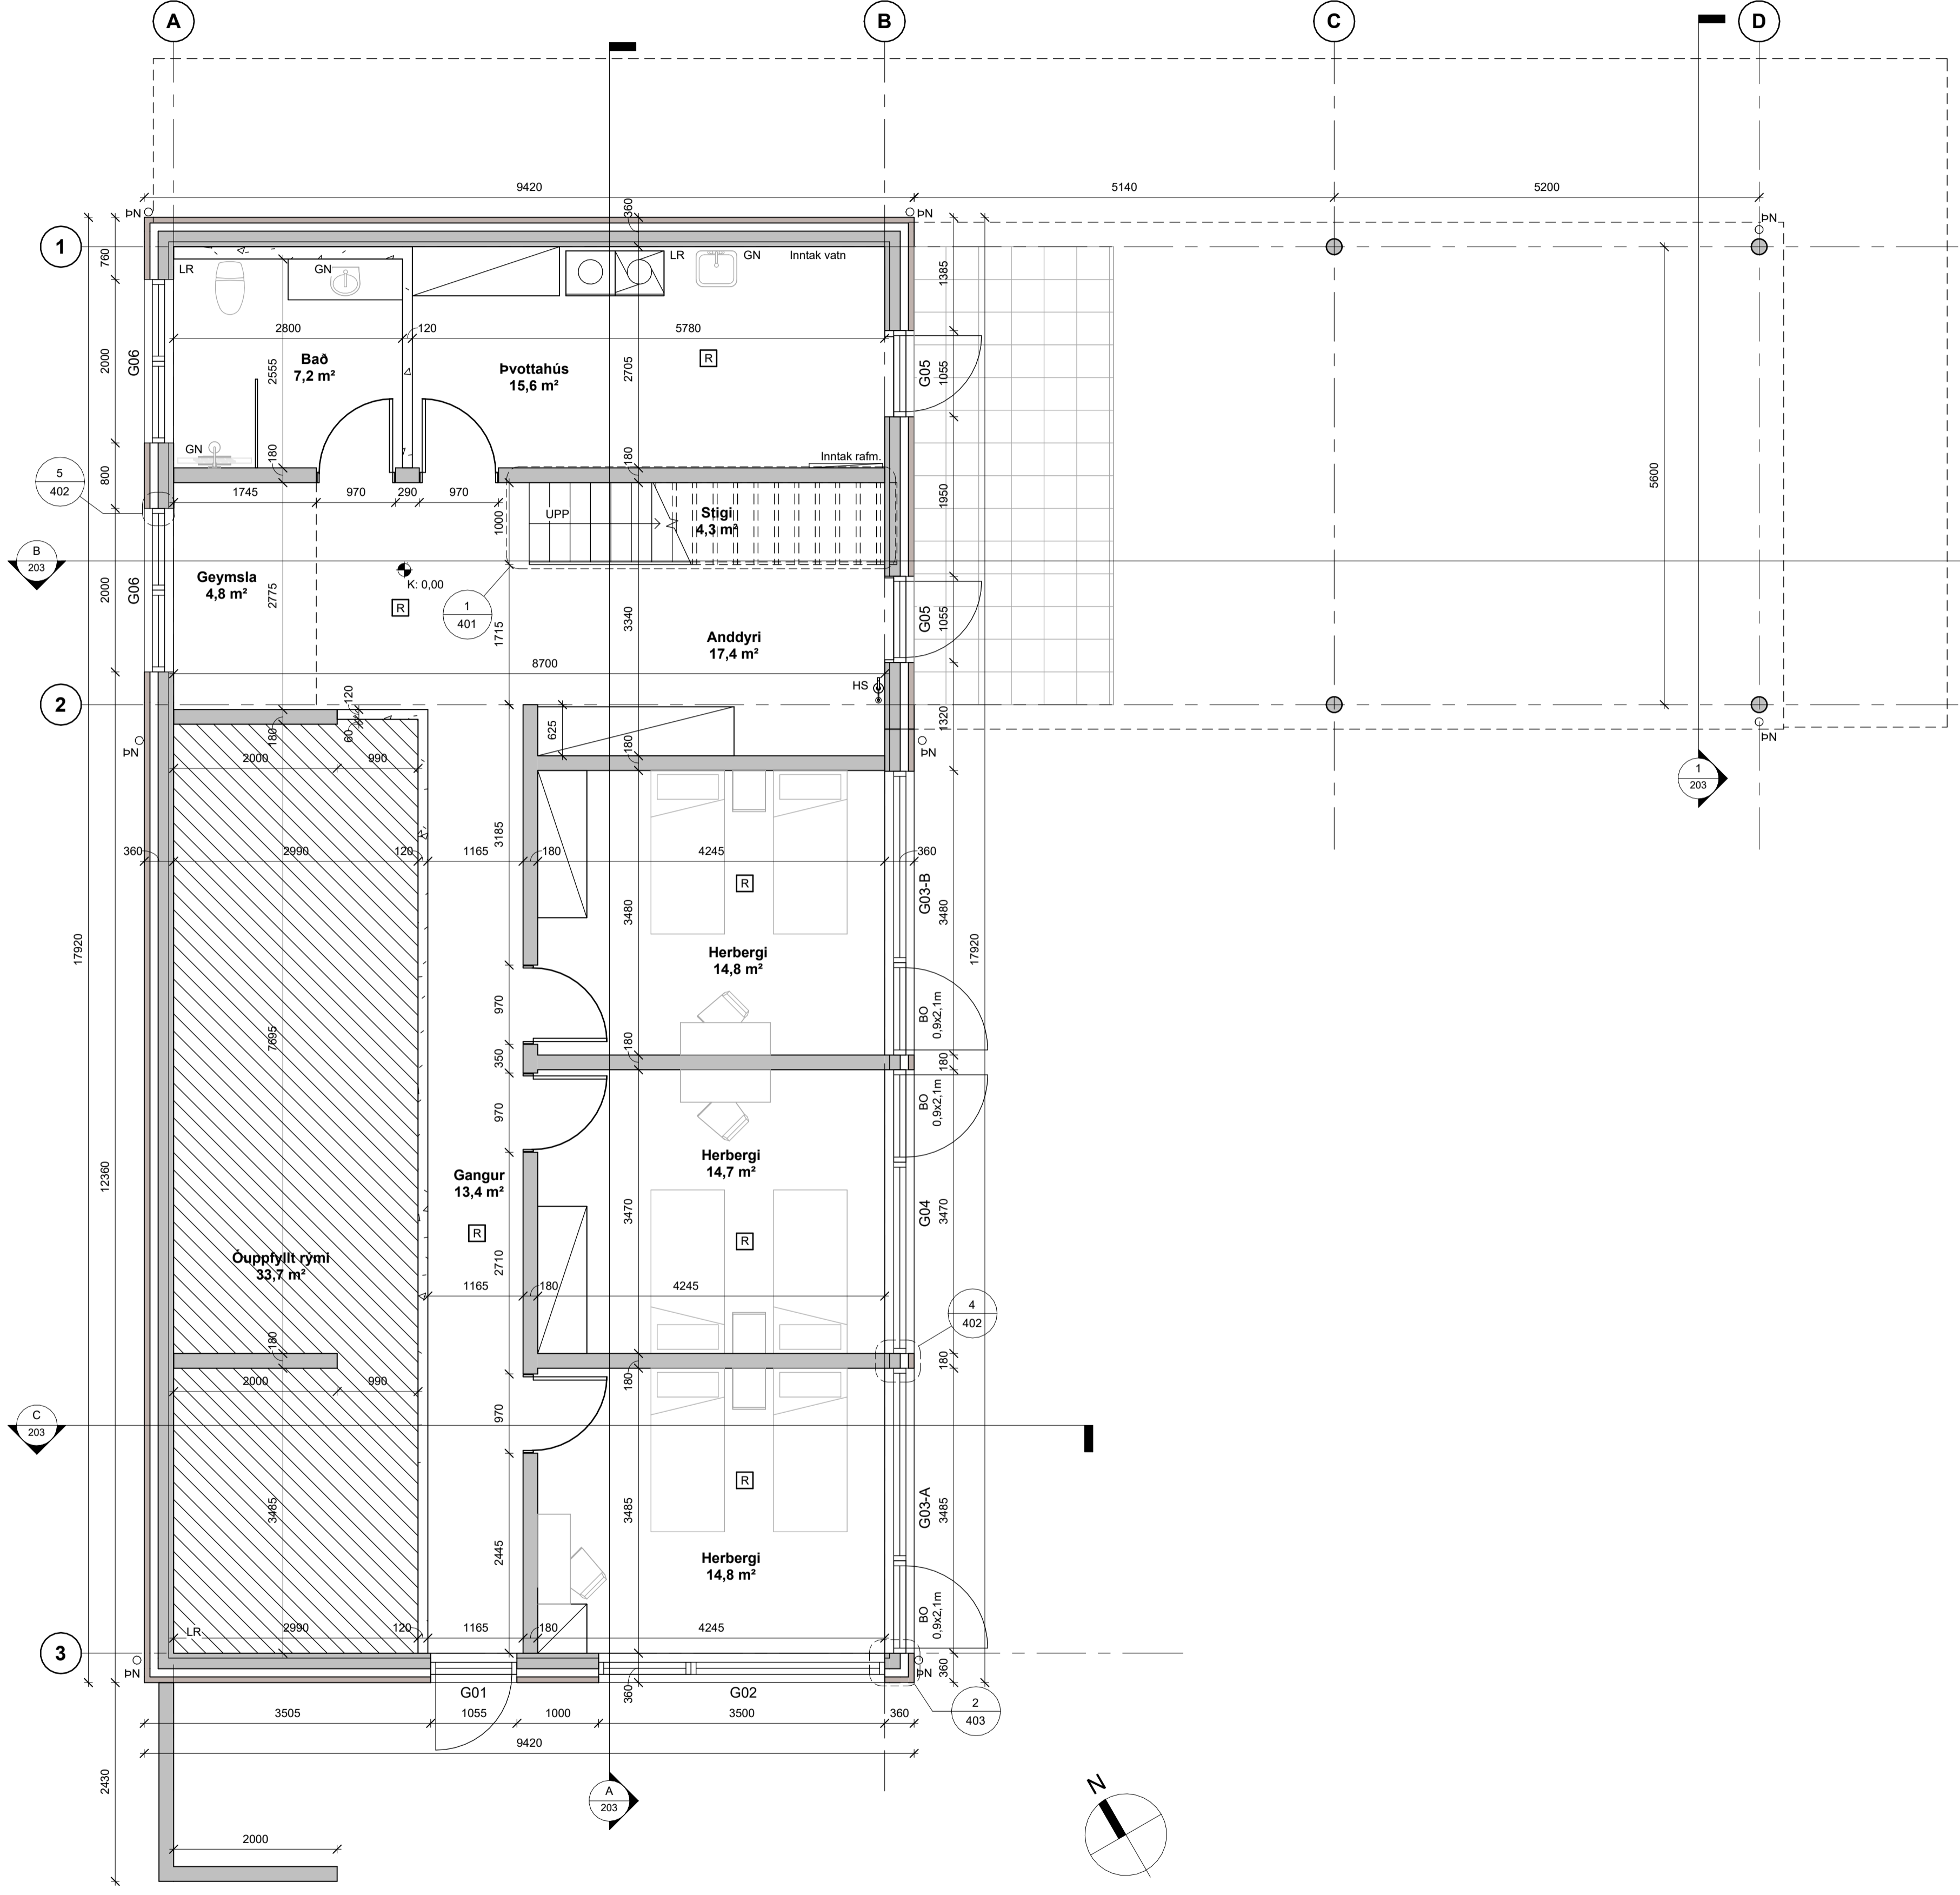 A
B
C
D
9420
5140
5200
ÞN
ÞN
ÞN
360
1
760
LR
GN
LR
GN
Inntak vatn
1385
2800
120
5780
G06
2000
Bað
7,2 m²
2555
Þvottahús
15,6 m²
2705
R
G05
1055
GN
180
180
Inntak rafm.
5
402
800
1745
970
290
970
1000
UPP
Stigi
4,3 m²
1950
5600
B
203
G06
2000
Geymsla
4,8 m²
2775
K: 0,00
R
1
401
1715
3340
Anddyri
17,4 m²
G05
1055
8700
HS
2
120
60
180
625
180
1320
ÞN
ÞN
ÞN
2000
990
1
203
360
2990
120
1165
180
4245
360
3185
R
G03-B
3480
3480
17920
17920
Herbergi
14,8 m²
970
BO
0,9x2,1m
7695
350
180
180
970
BO
0,9x2,1m
12360
Gangur
13,4 m²
Herbergi
14,7 m²
R
R
3470
G04
3470
2710
Óuppfyllt rými
33,7 m²
1165
180
4245
4
402
180
180
180
2000
990
C
203
970
R
3485
2445
3485
G03-A
3485
Herbergi
14,8 m²
BO
0,9x2,1m
LR
2990
120
1165
180
4245
3
ÞN
ÞN
360
360
G01
G02
2
403
3505
1055
1000
3500
360
9420
2430
A
203
N
2000